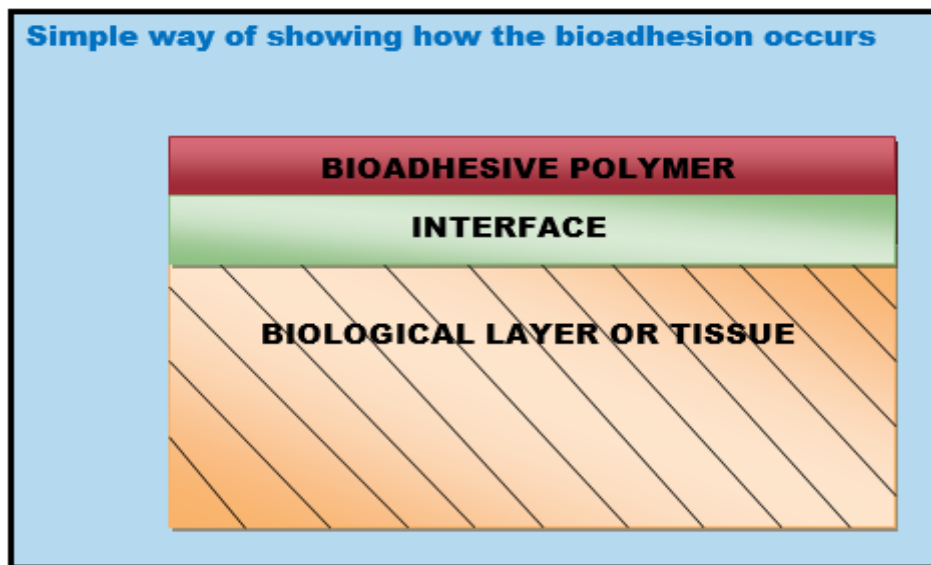 Simple way of showing how the bioadhesion occurs
BIOADHESIVE POLYMER
INTERFACE
BIOLOGICAL LAYER OR TISSUE